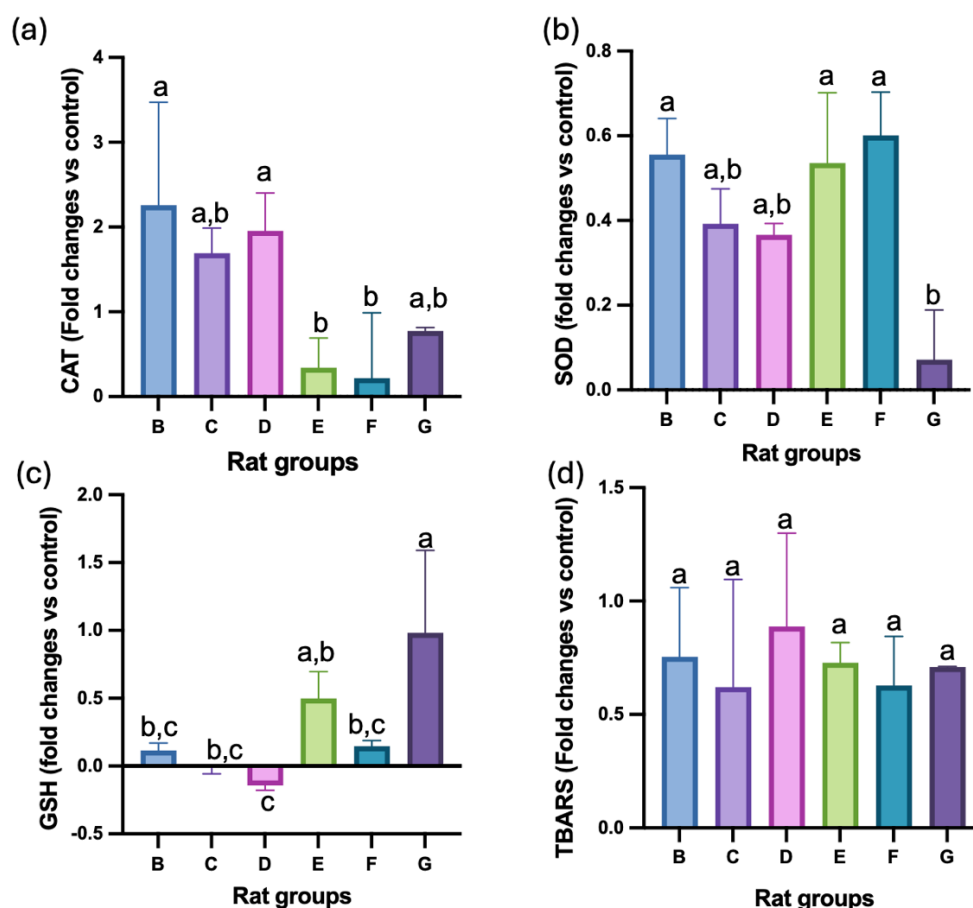 (a)
CAT (Fold changes vs control)
4
3
2
1
0
a
a,b
a
b
b
a,b
B C D E F G
Rat groups
(b)
SOD (fold changes vs control)
0.8
0.6
0.4
0.2
0.0
a
a,b
a,b
a
a
b
B C D E F G
Rat groups
(c)
GSH (fold changes vs control)
2.0
1.5
1.0
0.5
0.0
-0.5
b,c
b,c
c
a,b
b,c
a
B C D E F G
Rat groups
(d)
TBARS (Fold changes vs control)
1.5
1.0
0.5
0.0
a
a
a
a
a
a
B C D E F G
Rat groups